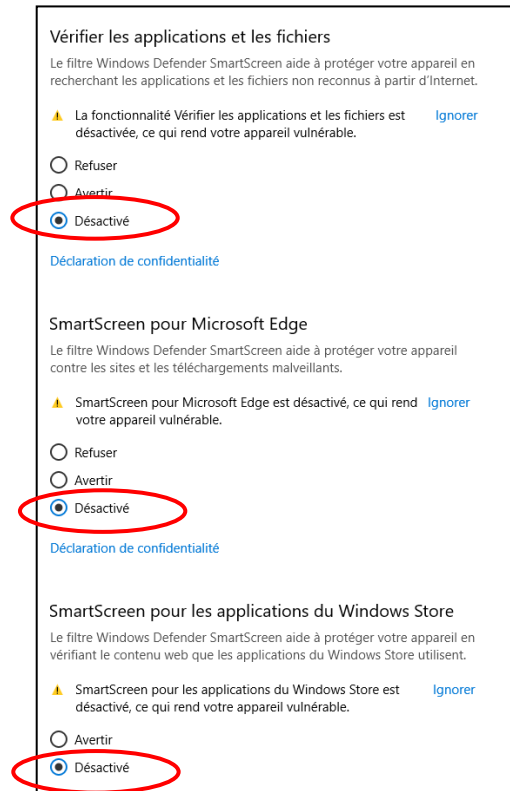 Vérifier les applications et les fichiers
Le filtre Windows Defender SmartScreen aide à protéger votre appareil en
recherchant les applications et les fichiers non reconnus à partir d'Internet.
La fonctionnalité Vérifier les applications et les fichiers est Ignorer
désactivée, ce qui rend votre appareil vulnérable.
Refuser
Avertir
Désactivé
Déclaration de confidentialité
SmartScreen pour Microsoft Edge
Le filtre Windows Defender SmartScreen aide à protéger votre appareil
contre les sites et les téléchargements malveillants.
SmartScreen pour Microsoft Edge est désactivé, ce qui rend Ignorer
votre appareil vulnérable.
Refuser
Avertir
Désactivé
Déclaration de confidentialité
SmartScreen pour les applications du Windows Store
Le filtre Windows Defender SmartScreen aide à protéger votre appareil en
vérifiant le contenu web que les applications du Windows Store utilisent.
SmartScreen pour les applications du Windows Store est Ignorer
désactivé, ce qui rend votre appareil vulnérable.
Avertir
Désactivé